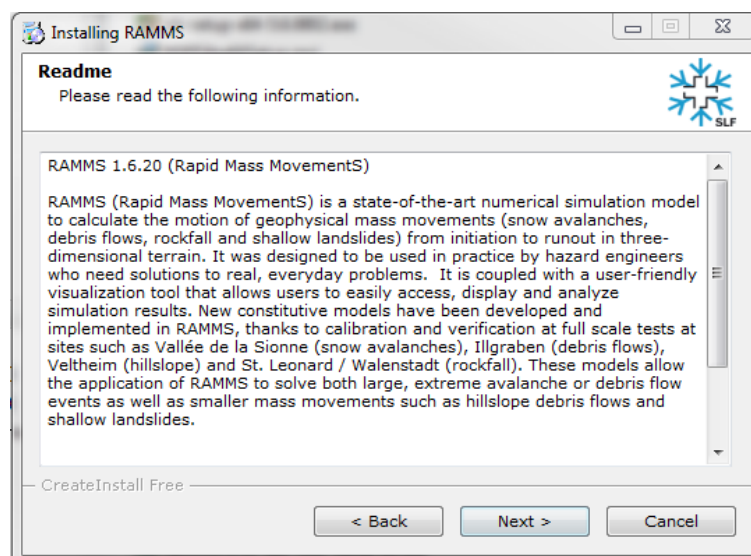 Installing RAMMS
Readme
Please read the following information.
SLF
RAMMS 1.6.20 (Rapid Mass MovementS)
RAMMS (Rapid Mass MovementS) is a state-of-the-art numerical simulation model
to calculate the motion of geophysical mass movements (snow avalanches,
debris flows, rockfall and shallow landslides) from initiation to runout in three-
dimensional terrain. It was designed to be used in practice by hazard engineers
who need solutions to real, everyday problems.  It is coupled with a user-friendly
visualization tool that allows users to easily access, display and analyze
simulation results. New constitutive models have been developed and
implemented in RAMMS, thanks to calibration and verification at full scale tests at
sites such as Vallée de la Sionne (snow avalanches), Illgraben (debris flows),
Veltheim (hillslope) and St. Leonard / Walenstadt (rockfall). These models allow
the application of RAMMS to solve both large, extreme avalanche or debris flow
events as well as smaller mass movements such as hillslope debris flows and
shallow landslides.
CreateInstall Free
< Back
Next >
Cancel